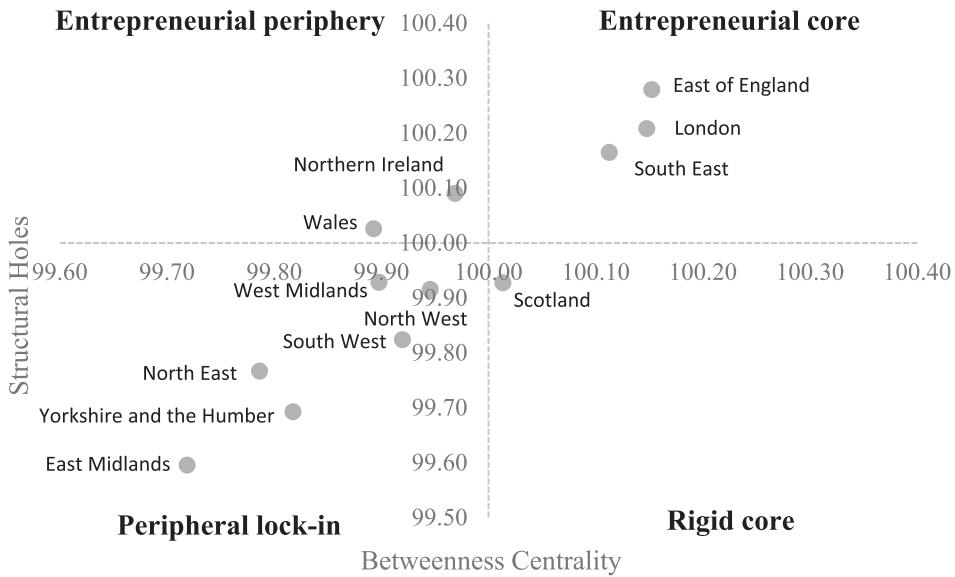 Entrepreneurial periphery
Entrepreneurial core
100.40
100.30
East of England
London
100.20
Northern Ireland
South East
100.10
Wales
100.00
99.60 99.70 99.80 99.90 100.00 100.10 100.20 100.30 100.40
West Midlands
99.90
Scotland
North West
South West
99.80
North East
99.70
Yorkshire and the Humber
East Midlands
99.60
99.50
Peripheral lock-in
Rigid core
Structural Holes
Betweenness Centrality